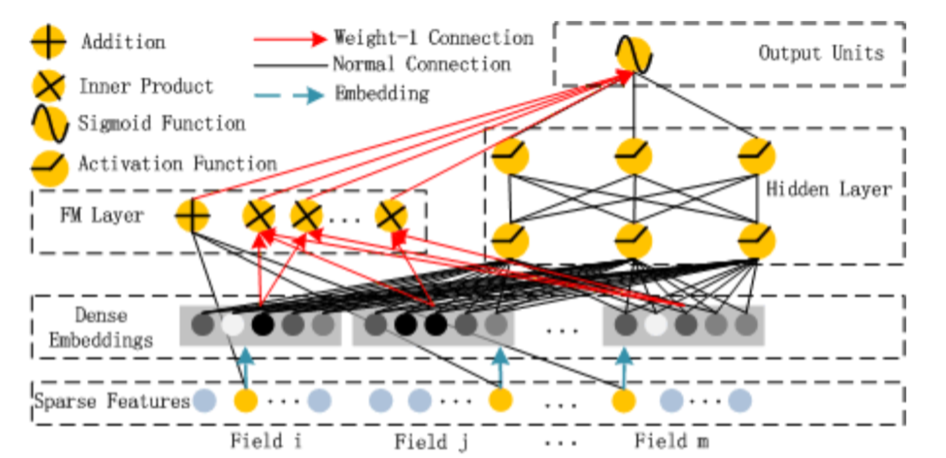 Addition
Weight-1 Connection
Output Units
Normal Connection
Inner Product
Embedding
Sigmoid Function
Activation Function
Hidden Layer
FM Layer
...
Dense
Embeddings
...
Sparse Features
... ... ... ...
Field i
Field j
...
Field m